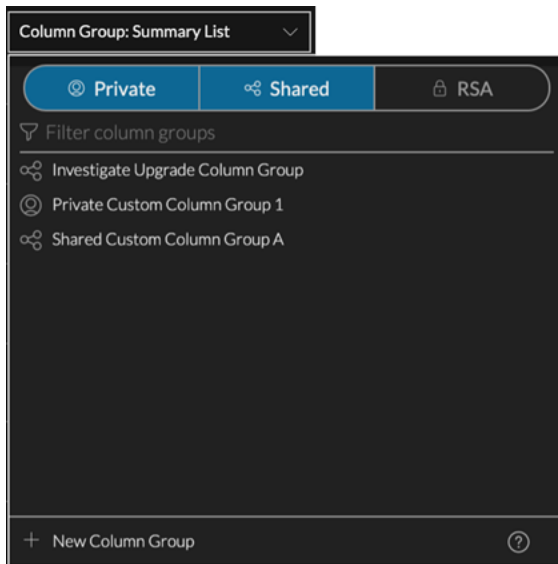 Column Group: Summary List
Private Shared RSA
Filter column groups
Investigate Upgrade Column Group
Private Custom Column Group 1
Shared Custom Column Group A
+ New Column Group ?